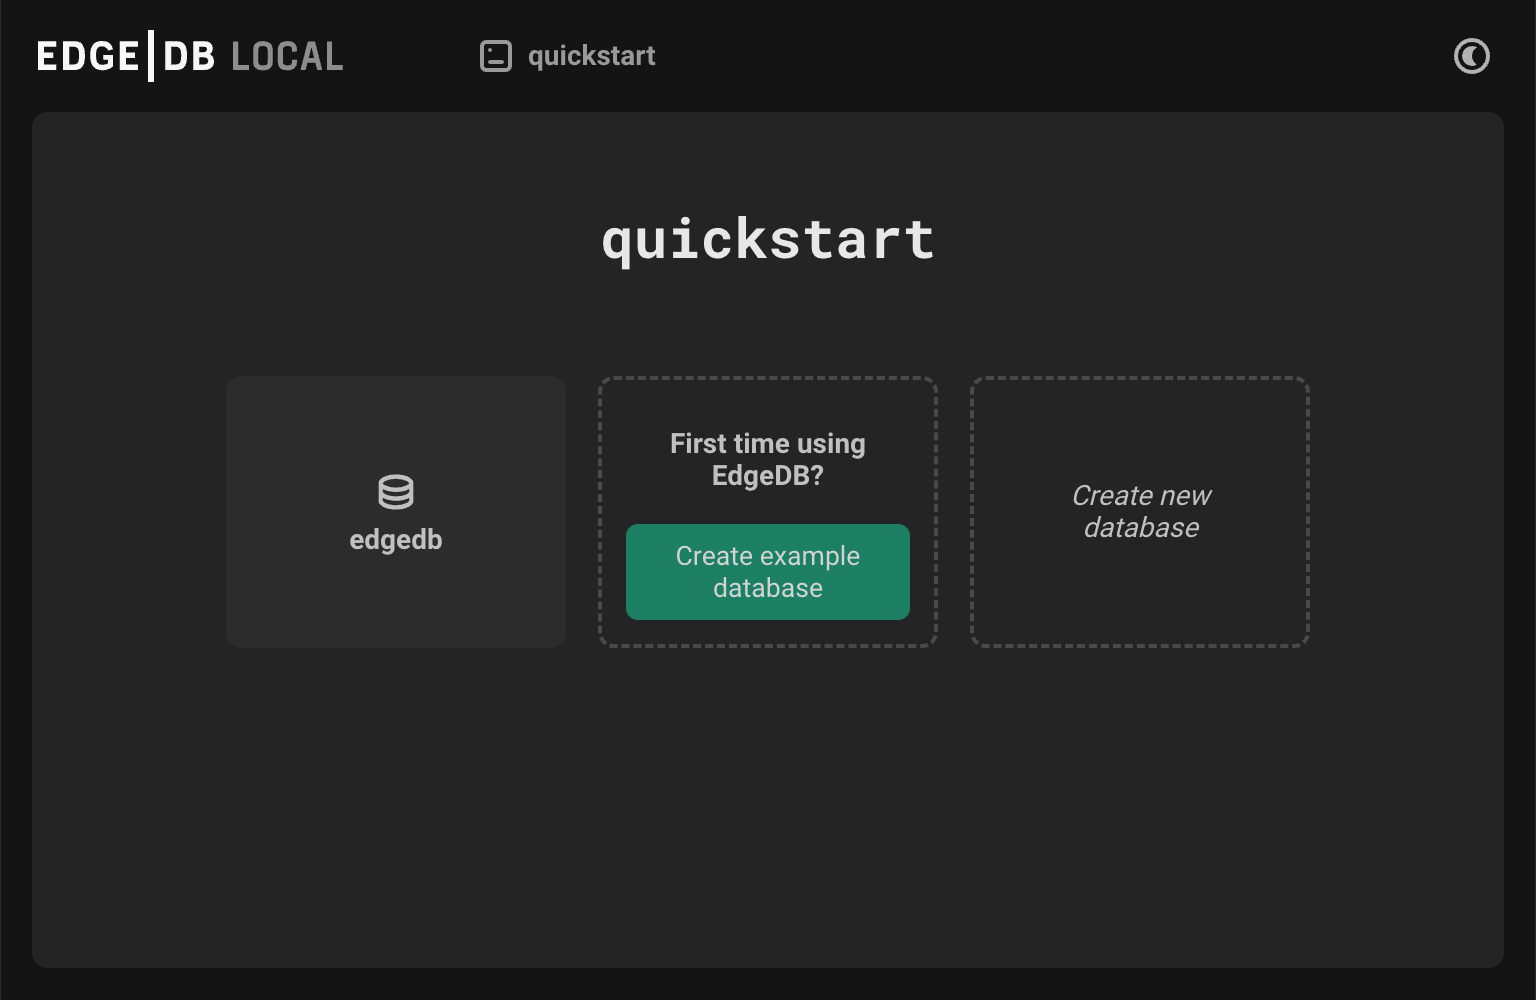 EDGE|DB LOCAL
quickstart
quickstart
edgedb
First time using
EdgeDB?
Create example
database
Create new
database